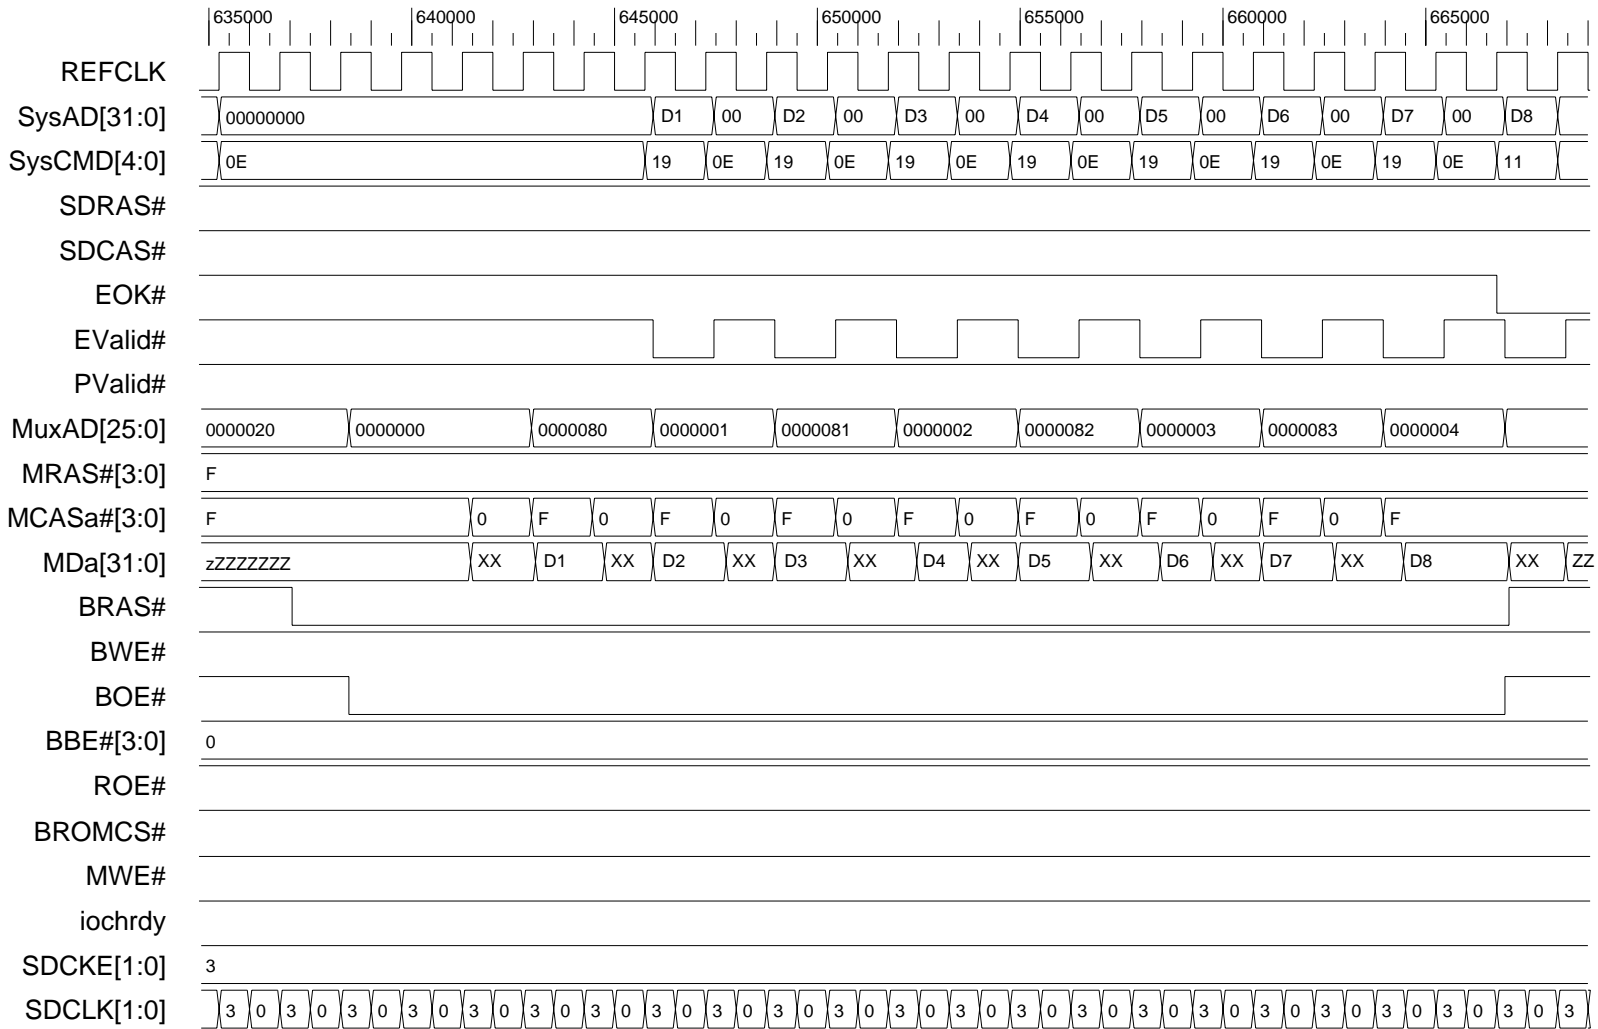 635000 640000 645000 650000 655000 660000 665000
REFCLK
SysAD[31:0] 00000000 D1 00 D2 00 D3 00 D4 00 D5 00 D6 00 D7 00 D8
SysCMD[4:0] 0E 19 0E 19 0E 19 0E 19 0E 19 0E 19 0E 19 0E 11
SDRAS#
SDCAS#
EOK#
EValid#
PValid#
MuxAD[25:0] 0000020 0000000 0000080 0000001 0000081 0000002 0000082 0000003 0000083 0000004
MRAS#[3:0] F
MCASa#[3:0] F 0 F 0 F 0 F 0 F 0 F 0 F 0 F 0 F
MDa[31:0] zZZZZZZZ XX D1 XX D2 XX D3 XX D4 XX D5 XX D6 XX D7 XX D8 XX ZZ
BRAS#
BWE#
BOE#
BBE#[3:0] 0
ROE#
BROMCS#
MWE#
iochrdy
SDCKE[1:0] 3
SDCLK[1:0] 3 0 3 0 3 0 3 0 3 0 3 0 3 0 3 0 3 0 3 0 3 0 3 0 3 0 3 0 3 0 3 0 3 0 3 0 3 0 3 0 3 0 3 0 3